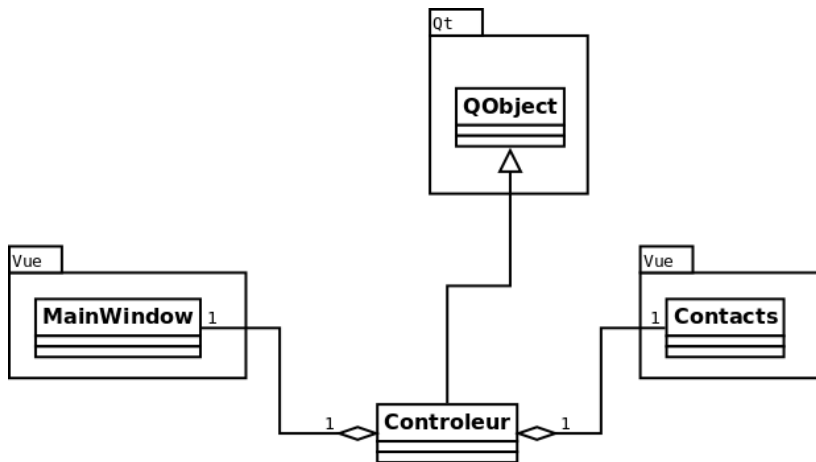 Qt
QObject
Vue
MainWindow
1
Vue
Contacts
1
1
Controleur
1